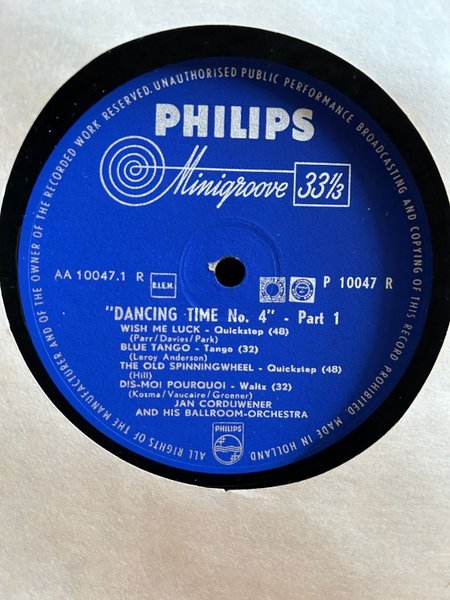 ALL RIGHTS OF THE MANUFACTURER AND OF THE OWNER OF THE RECORDED WORK RESERVED. UNAUTHORISED PUBLIC PERFORMANCE BROADCASTING AND COPYING OF THIS RECORD PROHIBITED. MADE IN HOLLAND
PHILIPS
Minigroove 33⅓
AA 10047.1 R B.I.E.M. P 10047 R
"DANCING TIME No. 4" - Part 1
WISH ME LUCK - Quickstep (48)
(Parr/Davies/Park)
BLUE TANGO - Tango (32)
(Leroy Anderson)
THE OLD SPINNINGWHEEL - Quickstep (48)
(Hill)
DIS-MOI POURQUOI - Waltz (32)
(Kosma/Vaucaire/Groener)
JAN CORDUWENER
AND HIS BALLROOM-ORCHESTRA
PHILIPS